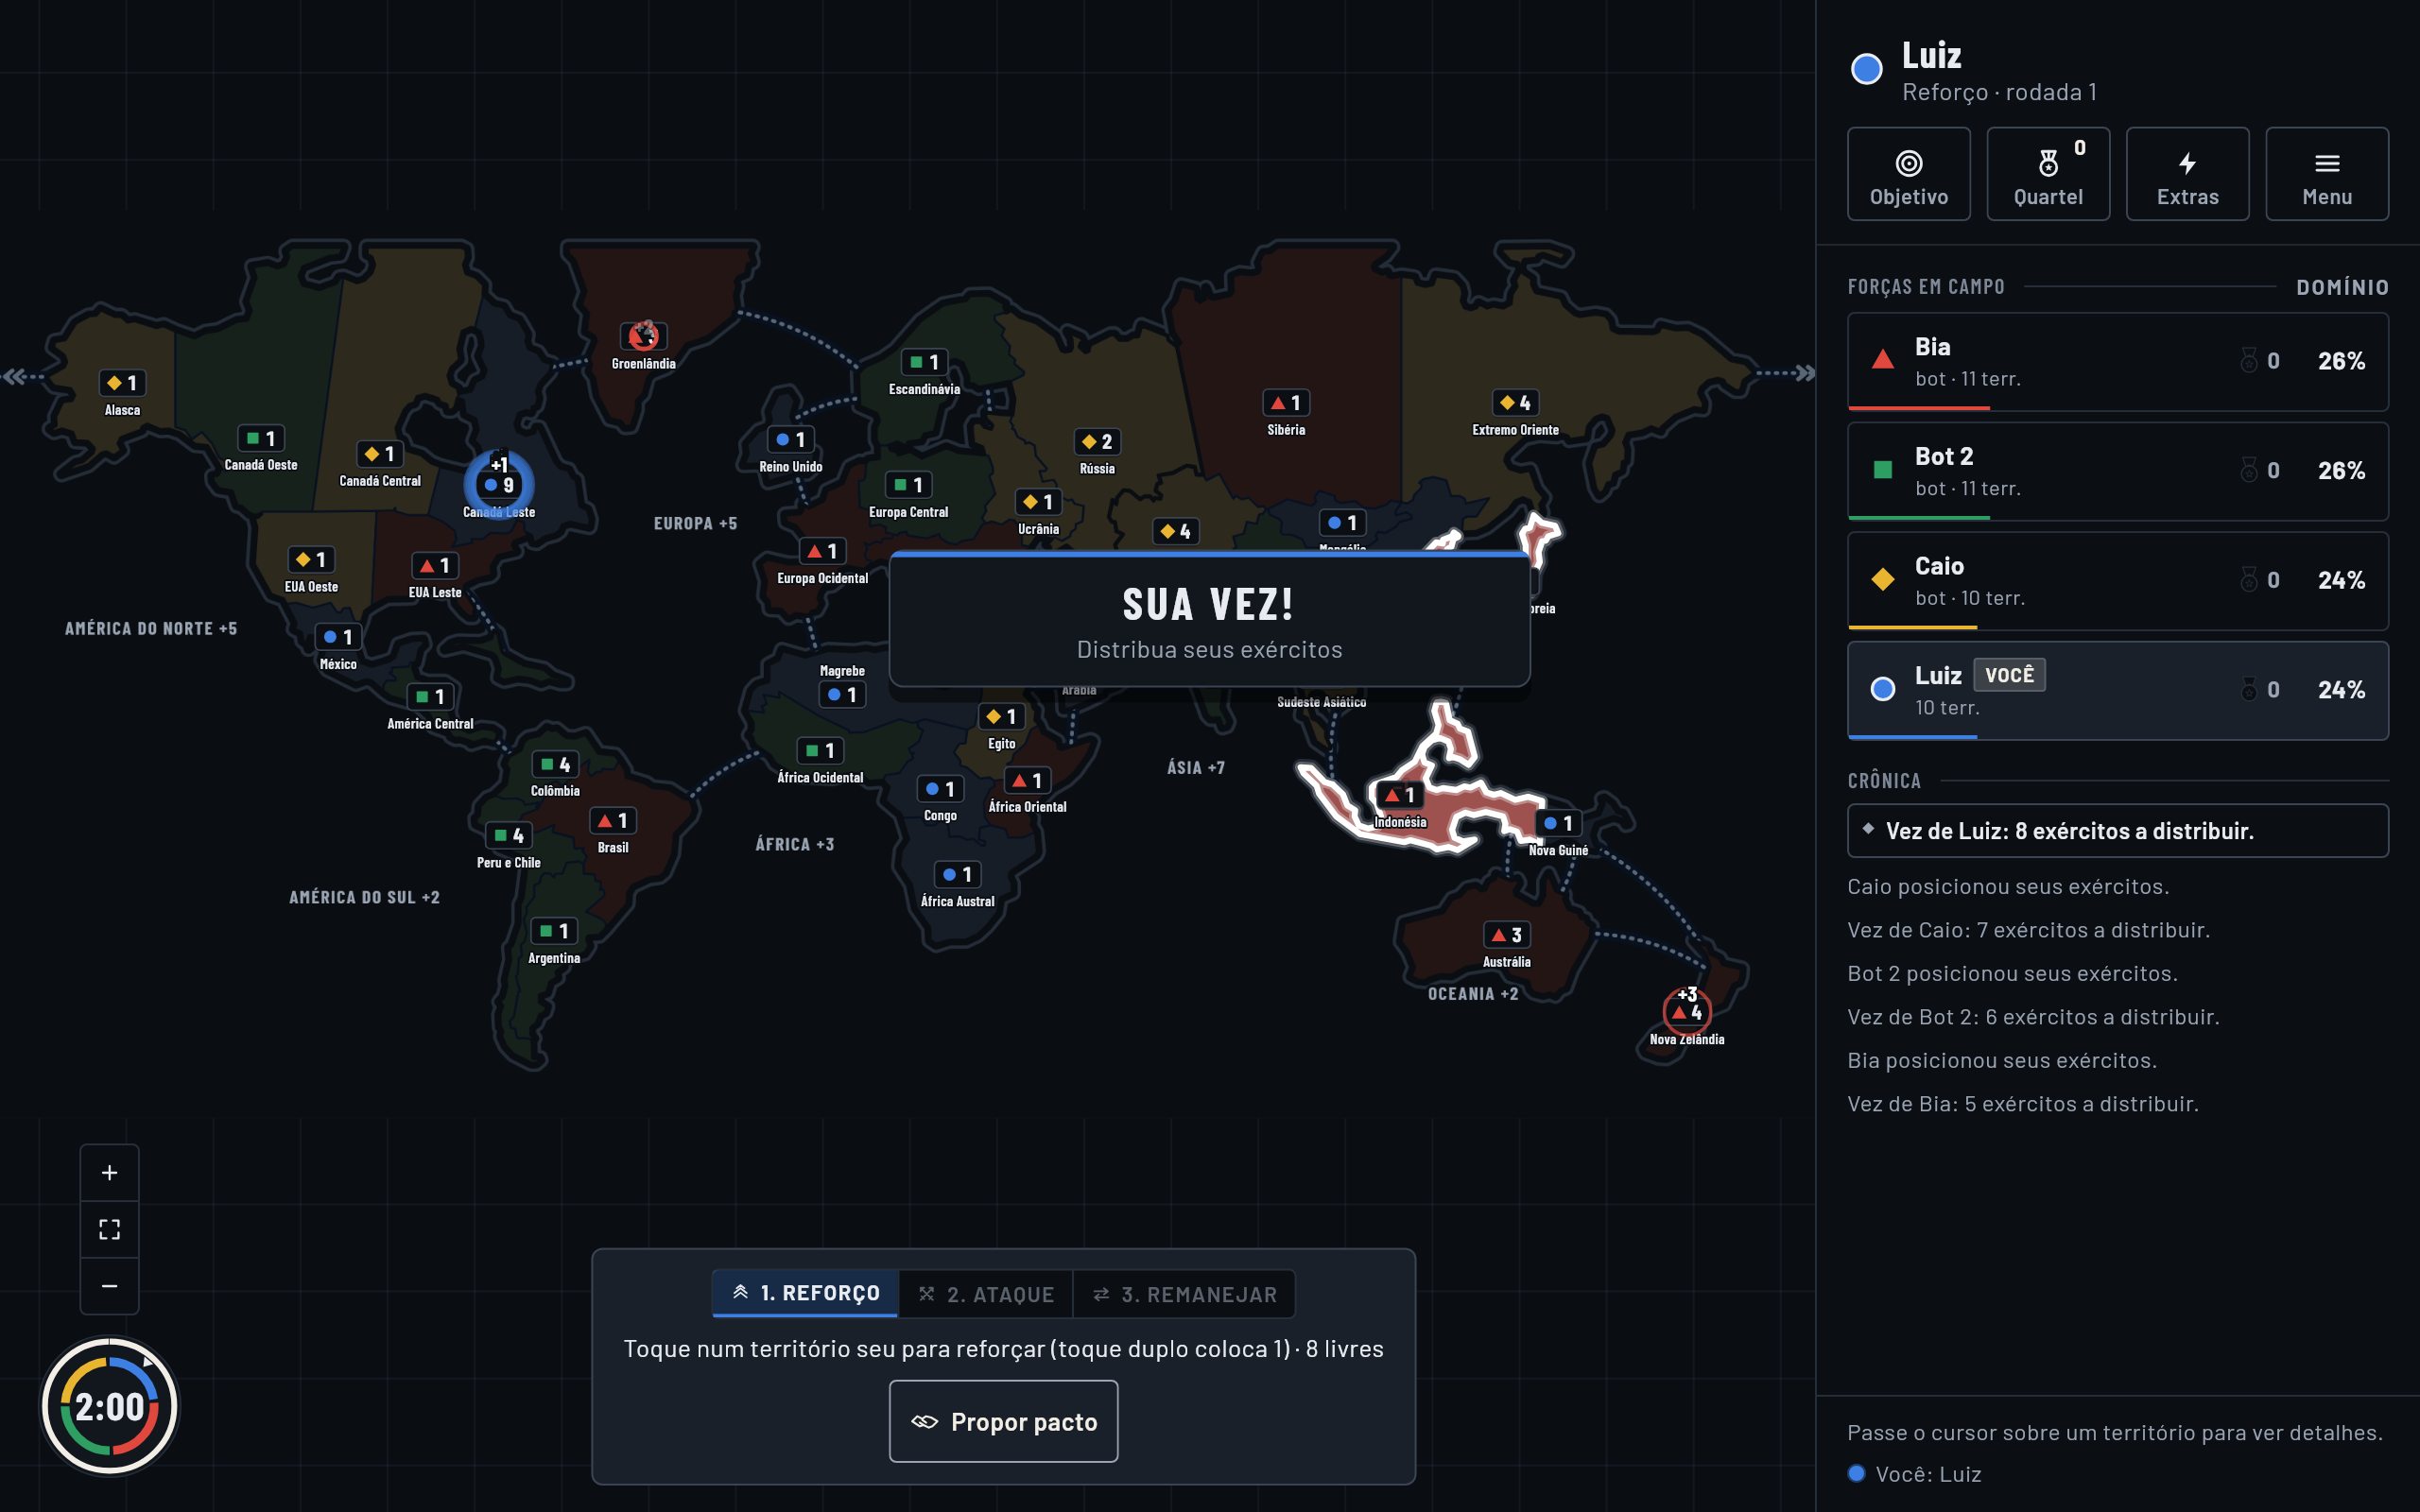 Luiz
Reforço · rodada 1
Objetivo
0
Quartel
Extras
Menu
FORÇAS EM CAMPO
DOMÍNIO
Bia
bot · 11 terr.
0
26%
Bot 2
bot · 11 terr.
0
26%
Caio
bot · 10 terr.
0
24%
Luiz VOCÊ
10 terr.
0
24%
CRÔNICA
Vez de Luiz: 8 exércitos a distribuir.
Caio posicionou seus exércitos.
Vez de Caio: 7 exércitos a distribuir.
Bot 2 posicionou seus exércitos.
Vez de Bot 2: 6 exércitos a distribuir.
Bia posicionou seus exércitos.
Vez de Bia: 5 exércitos a distribuir.
Passe o cursor sobre um território para ver detalhes.
Você: Luiz
Groenlândia
1
Alasca
1
Canadá Oeste
1
Canadá Central
+1
9
Canadá Leste
1
EUA Oeste
1
EUA Leste
1
México
1
América Central
AMÉRICA DO NORTE +5
4
Colômbia
4
Peru e Chile
1
Brasil
1
Argentina
AMÉRICA DO SUL +2
1
Escandinávia
1
Reino Unido
1
Europa Central
2
Rússia
1
Ucrânia
1
Europa Ocidental
EUROPA +5
1
Sibéria
4
Extremo Oriente
4
1
Mongólia
Arábia
Sudeste Asiático
ÁSIA +7
Magrebe
1
1
África Ocidental
1
Egito
1
Congo
1
África Oriental
1
África Austral
ÁFRICA +3
1
Indonésia
1
Nova Guiné
3
Austrália
+3
4
Nova Zelândia
OCEANIA +2
SUA VEZ!
Distribua seus exércitos
+
−
2:00
1. REFORÇO
2. ATAQUE
3. REMANEJAR
Toque num território seu para reforçar (toque duplo coloca 1) · 8 livres
Propor pacto